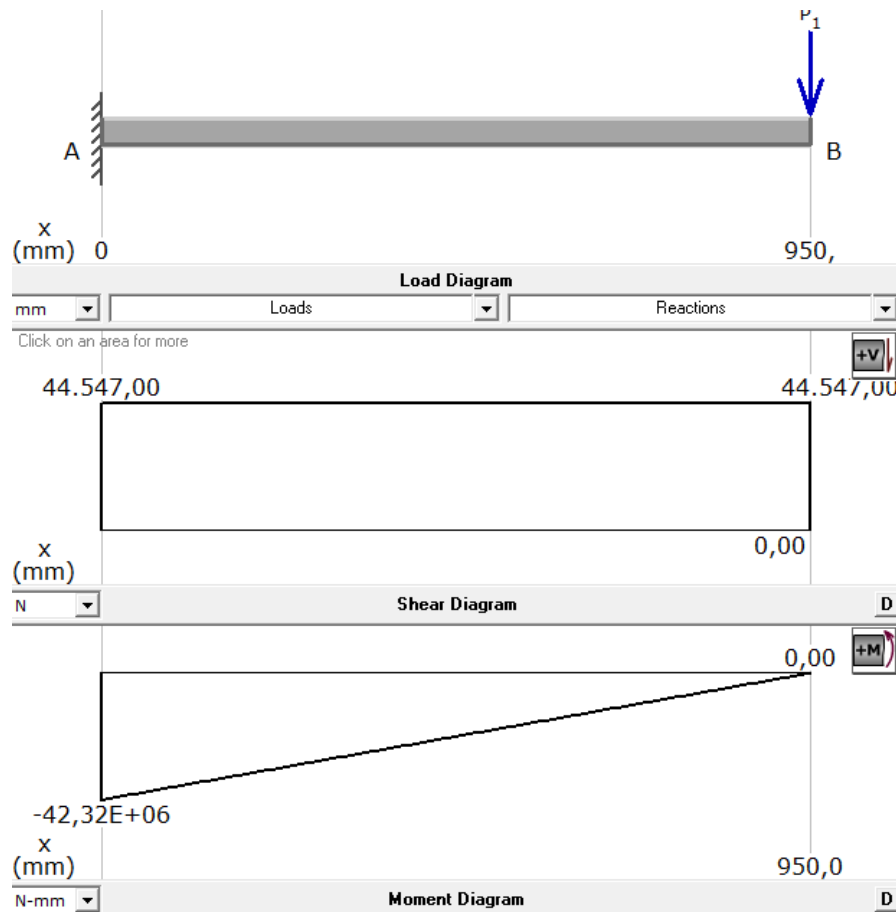 P1
A
B
x
(mm) 0 950,
Load Diagram
mm Loads Reactions
Click on an area for more
+V
44.547,00 44.547,00
x
(mm)
0,00
N Shear Diagram D
+M
0,00
-42,32E+06
x
(mm) 950,0
N-mm Moment Diagram D